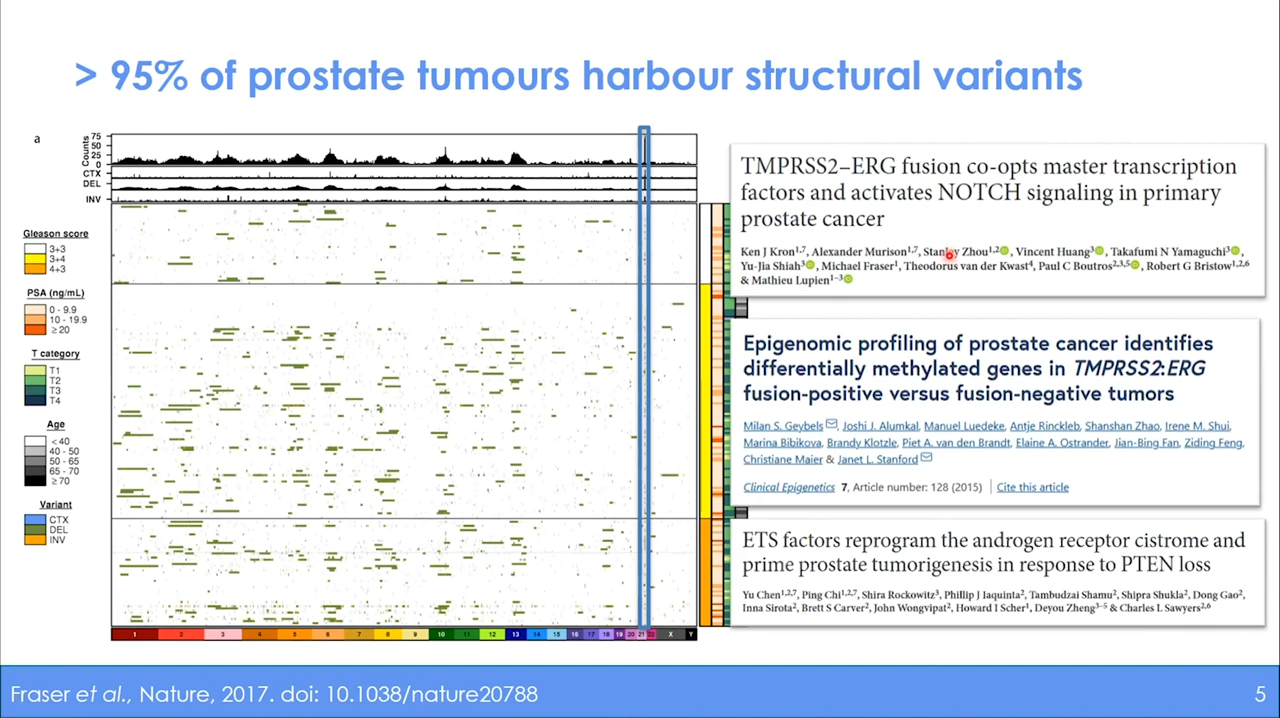 > 95% of prostate tumours harbour structural variants
a
75
50
25
0
Counts
CTX
DEL
INV
Gleason score
3+3
3+4
4+3
PSA (ng/mL)
0 - 9.9
10 - 19.9
≥ 20
T category
T1
T2
T3
T4
Age
< 40
40 - 50
50 - 65
65 - 70
≥ 70
Variant
CTX
DEL
INV
1 2 3 4 5 6 7 8 9 10 11 12 13 14 15 16 17 18 19 20 21 22 X Y
TMPRSS2–ERG fusion co-opts master transcription
factors and activates NOTCH signaling in primary
prostate cancer
Ken J Kron1,7, Alexander Murison1,7, Stanley Zhou1,2, Vincent Huang3, Takafumi N Yamaguchi3,
Yu-Jia Shiah3, Michael Fraser1, Theodorus van der Kwast4, Paul C Boutros2,3,5, Robert G Bristow1,2,6
& Mathieu Lupien1–3
Epigenomic profiling of prostate cancer identifies
differentially methylated genes in TMPRSS2:ERG
fusion-positive versus fusion-negative tumors
Milan S. Geybels, Joshi J. Alumkal, Manuel Luedeke, Antje Rinckleb, Shanshan Zhao, Irene M. Shui,
Marina Bibikova, Brandy Klotzle, Piet A. van den Brandt, Elaine A. Ostrander, Jian-Bing Fan, Ziding Feng,
Christiane Maier & Janet L. Stanford
Clinical Epigenetics 7, Article number: 128 (2015) | Cite this article
ETS factors reprogram the androgen receptor cistrome and
prime prostate tumorigenesis in response to PTEN loss
Yu Chen1,2,7, Ping Chi1,2,7, Shira Rockowitz3, Phillip J Iaquinta2, Tambudzai Shamu2, Shipra Shukla2, Dong Gao2,
Inna Sirota2, Brett S Carver2, John Wongvipat2, Howard I Scher1, Deyou Zheng3–5 & Charles L Sawyers2,6
Fraser et al., Nature, 2017. doi: 10.1038/nature20788
5